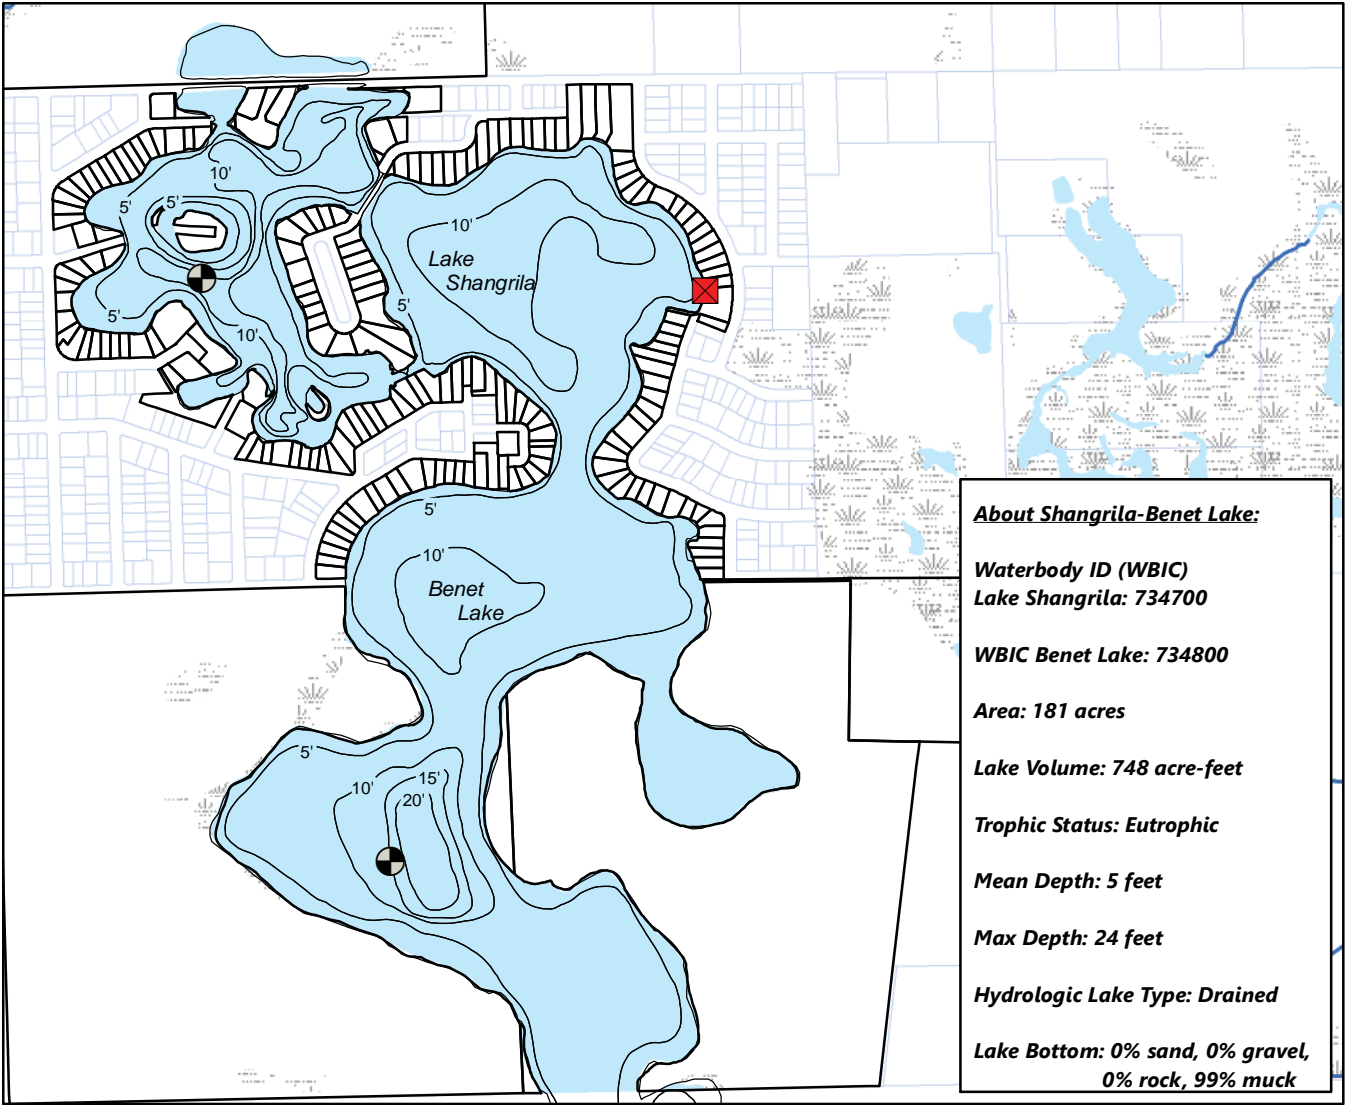 10'
5'
5'
10'
Lake
Shangrila
5'
5'
10'
5'
10'
Benet
Lake
5'
10'
15'
20'
About Shangrila-Benet Lake:
Waterbody ID (WBIC)
Lake Shangrila: 734700
WBIC Benet Lake: 734800
Area: 181 acres
Lake Volume: 748 acre-feet
Trophic Status: Eutrophic
Mean Depth: 5 feet
Max Depth: 24 feet
Hydrologic Lake Type: Drained
Lake Bottom: 0% sand, 0% gravel,
0% rock, 99% muck